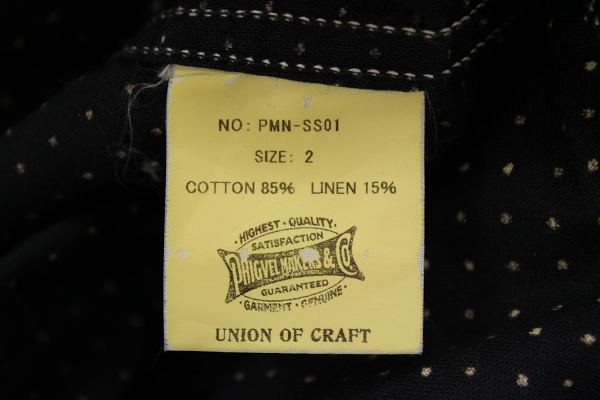 NO: PMN-SS01
SIZE: 2
COTTON 85% LINEN 15%
· HIGHEST · QUALITY ·
SATISFACTION
PHIGVEL MAKERS & Co
GUARANTEED
· GARMENT · GENUINE ·
UNION OF CRAFT